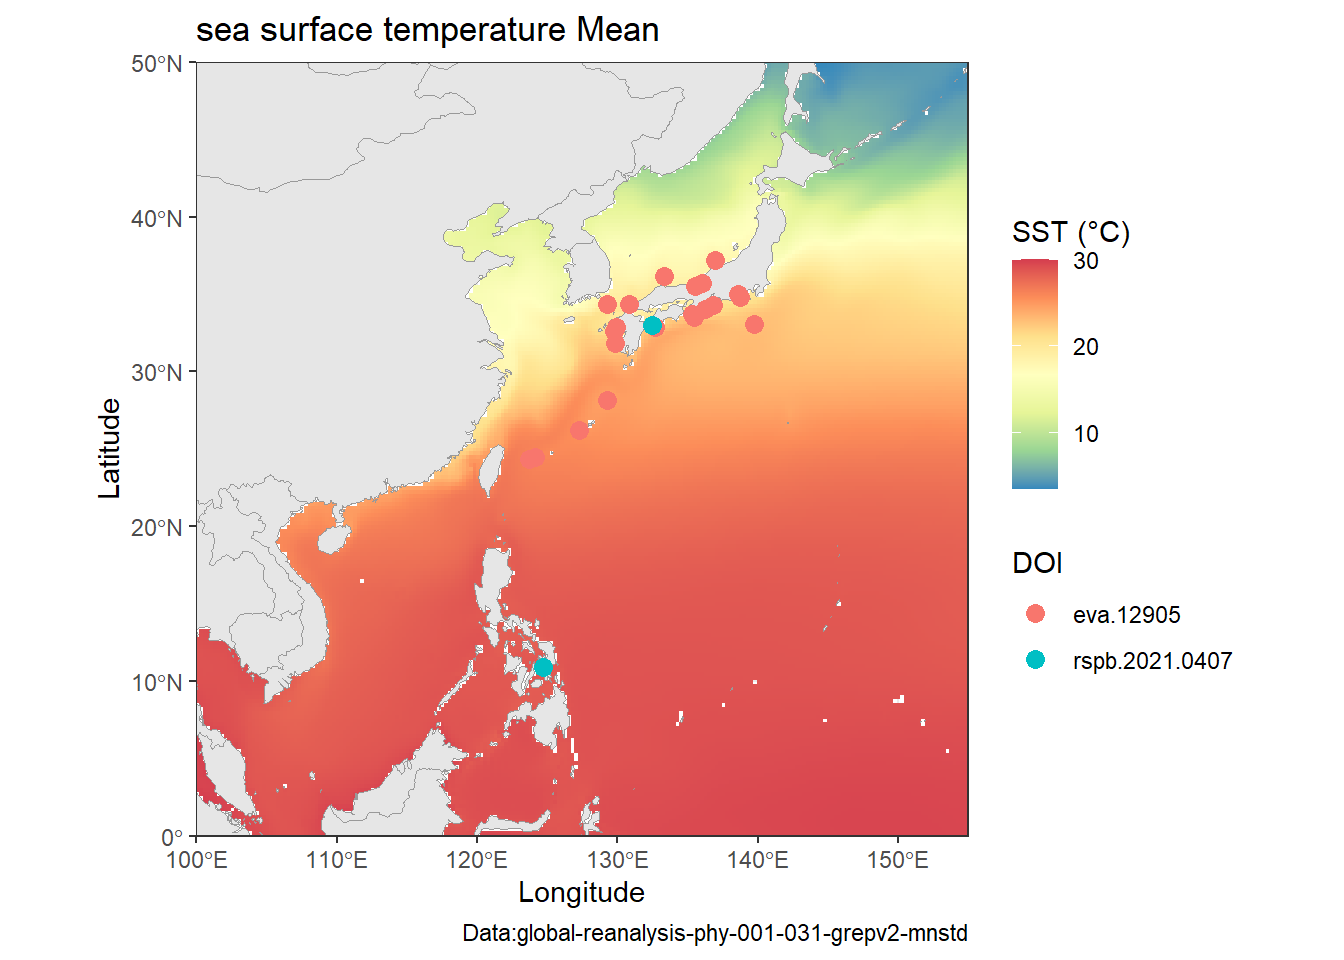 sea surface temperature Mean
50°N
40°N
30°N
20°N
10°N
0°
Latitude
100°E
110°E
120°E
130°E
140°E
150°E
Longitude
Data:global-reanalysis-phy-001-031-grepv2-mnstd
SST (°C)
30
20
10
DOI
eva.12905
rspb.2021.0407